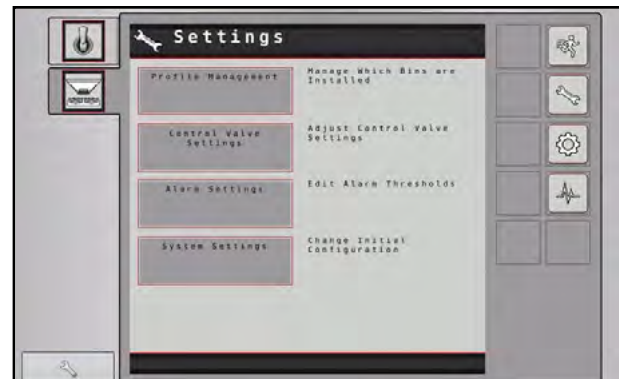 Settings
Profile Management
Manage Which Bins are
Installed
Control Valve
Settings
Adjust Control Valve
Settings
Alarm Settings
Edit Alarm Thresholds
System Settings
Change Initial
Configuration